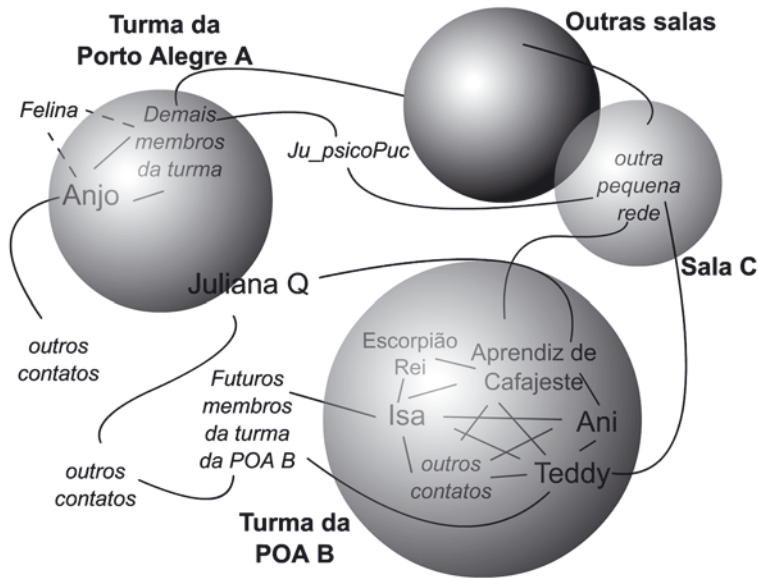 Turma da
Porto Alegre A
Outras salas
Felina
Demais
membros
da turma
Anjo
Ju_psicoPuc
outra
pequena
rede
Sala C
Juliana Q
outros
contatos
Escorpião
Rei
Aprendiz de
Cafajeste
Futuros
membros
da turma
da POA B
Isa
Ani
outros
contatos
Teddy
outros
contatos
Turma da
POA B